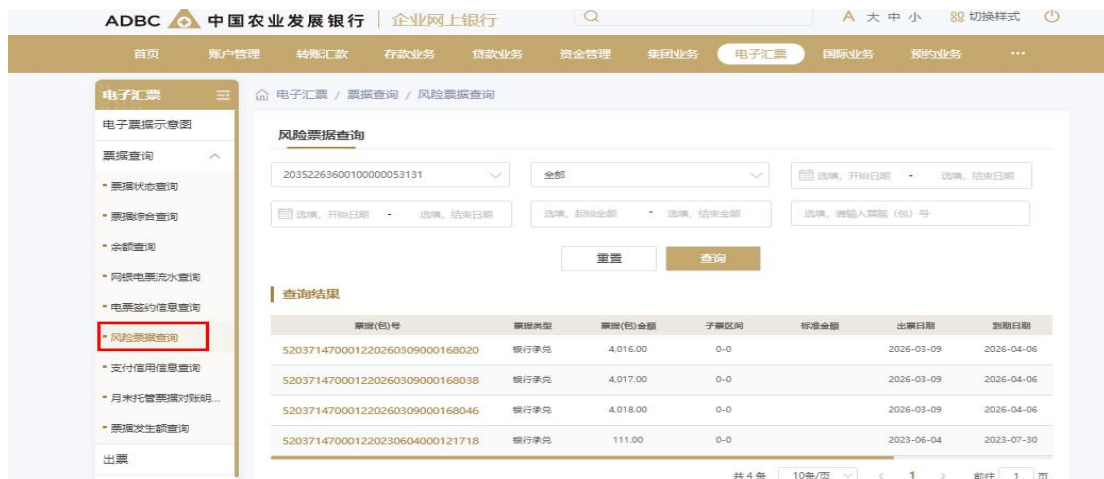 ADBC 中国农业发展银行 企业网上银行 A 大 中 小 切换样式
首页 账户管理 转账汇款 存款业务 贷款业务 资金管理 集团业务 电子汇票 国际业务 预约业务 ...
电子汇票 电子汇票 / 票据查询 / 风险票据查询
电子票据示意图
风险票据查询
票据查询
20352263600100000053131 全部 选填, 开始日期 - 选填, 结束日期
票据状态查询
票据综合查询
选填, 开始日期 - 选填, 结束日期 选填, 起始金额 - 选填, 结束金额 选填, 请输入票据 (包) 号
余额查询
重置 查询
网银电票流水查询
查询结果
电票签约信息查询
票据(包)号 票据类型 票据(包)金额 子票区间 标准金额 出票日期 到期日期
风险票据查询
520371470001220260309000168020 银行承兑 4,016.00 0-0 2026-03-09 2026-04-06
支付信用信息查询
520371470001220260309000168038 银行承兑 4,017.00 0-0 2026-03-09 2026-04-06
月末托管票据对账明...
520371470001220260309000168046 银行承兑 4,018.00 0-0 2026-03-09 2026-04-06
票据发生额查询
520371470001220230604000121718 银行承兑 111.00 0-0 2023-06-04 2023-07-30
出票
共 4 条 10条/页 < 1 > 前往 1 页